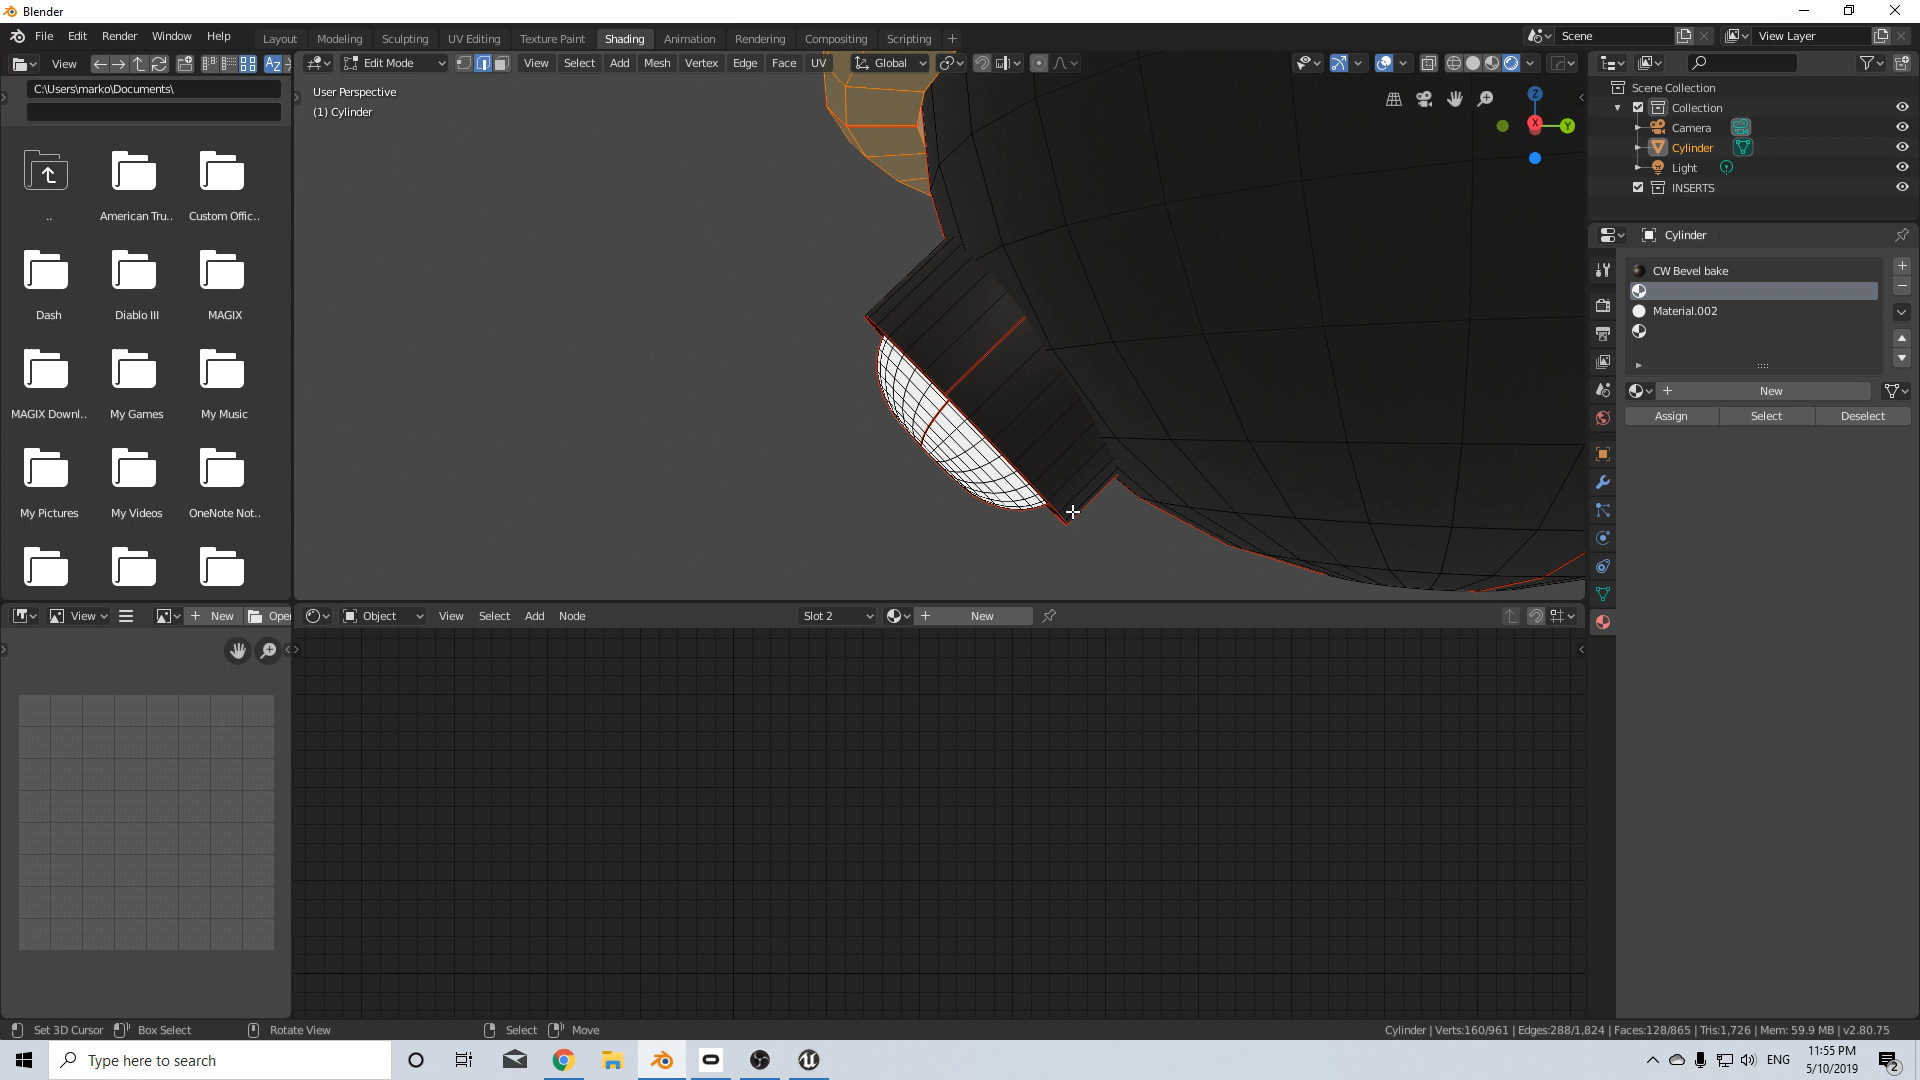 Blender
File Edit Render Window Help
Layout Modeling Sculpting UV Editing Texture Paint Shading Animation Rendering Compositing Scripting
Scene
View Layer
View
C:\Users\marko\Documents\
Edit Mode View Select Add Mesh Vertex Edge Face UV
Global
User Perspective
(1) Cylinder
Z
X
Y
..
American Tru..
Custom Offic..
Dash
Diablo III
MAGIX
MAGIX Downl..
My Games
My Music
My Pictures
My Videos
OneNote Not..
Scene Collection
Collection
Camera
Cylinder
Light
INSERTS
Cylinder
CW Bevel bake
Material.002
New
Assign
Select
Deselect
View
New
Open
Object
View Select Add Node
Slot 2
New
Set 3D Cursor
Box Select
Rotate View
Select
Move
Cylinder | Verts:160/961 | Edges:288/1,824 | Faces:128/865 | Tris:1,726 | Mem: 59.9 MB | v2.80.75
Type here to search
ENG
11:55 PM
5/10/2019
2